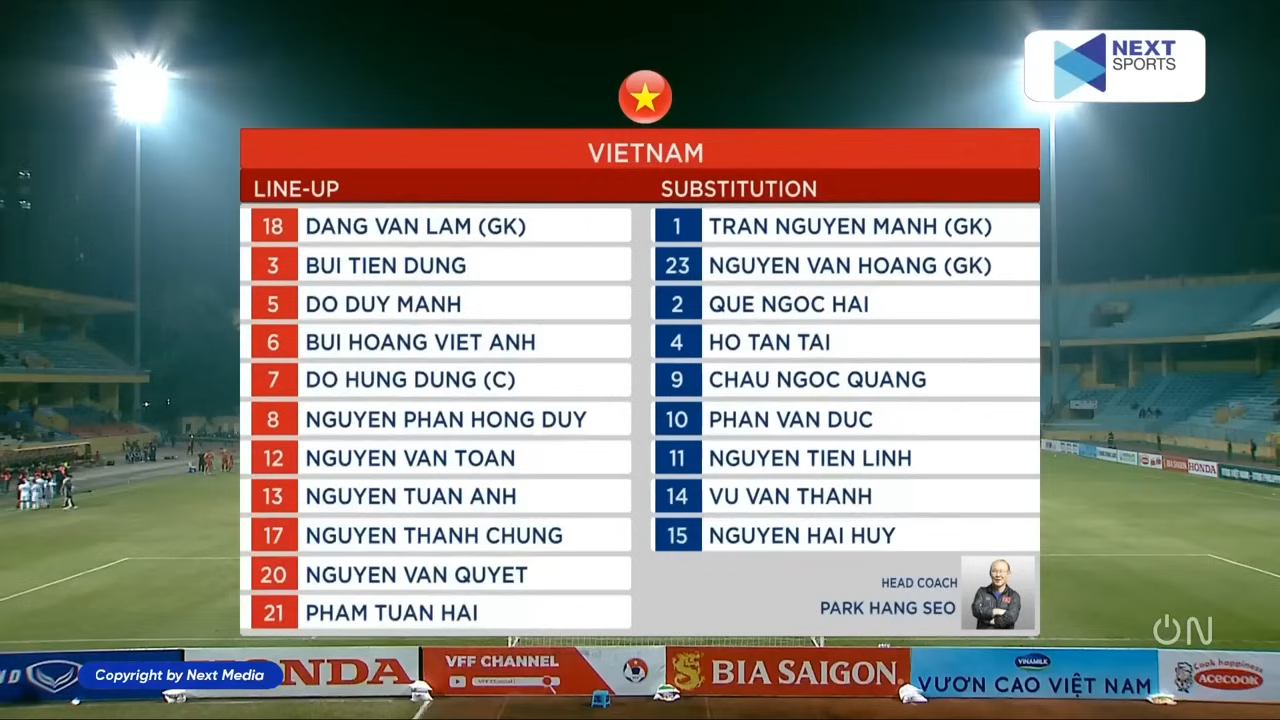 NEXT
SPORTS
VIETNAM
LINE-UP
18 DANG VAN LAM (GK)
3 BUI TIEN DUNG
5 DO DUY MANH
6 BUI HOANG VIET ANH
7 DO HUNG DUNG (C)
8 NGUYEN PHAN HONG DUY
12 NGUYEN VAN TOAN
13 NGUYEN TUAN ANH
17 NGUYEN THANH CHUNG
20 NGUYEN VAN QUYET
21 PHAM TUAN HAI
SUBSTITUTION
1 TRAN NGUYEN MANH (GK)
23 NGUYEN VAN HOANG (GK)
2 QUE NGOC HAI
4 HO TAN TAI
9 CHAU NGOC QUANG
10 PHAN VAN DUC
11 NGUYEN TIEN LINH
14 VU VAN THANH
15 NGUYEN HAI HUY
HEAD COACH
PARK HANG SEO
HONDA
ON
Copyright by Next Media
ONDA
VFF CHANNEL
BIA SAIGON
VINAMILK
VƯƠN CAO VIỆT NAM
Cook happiness
ACECOOK